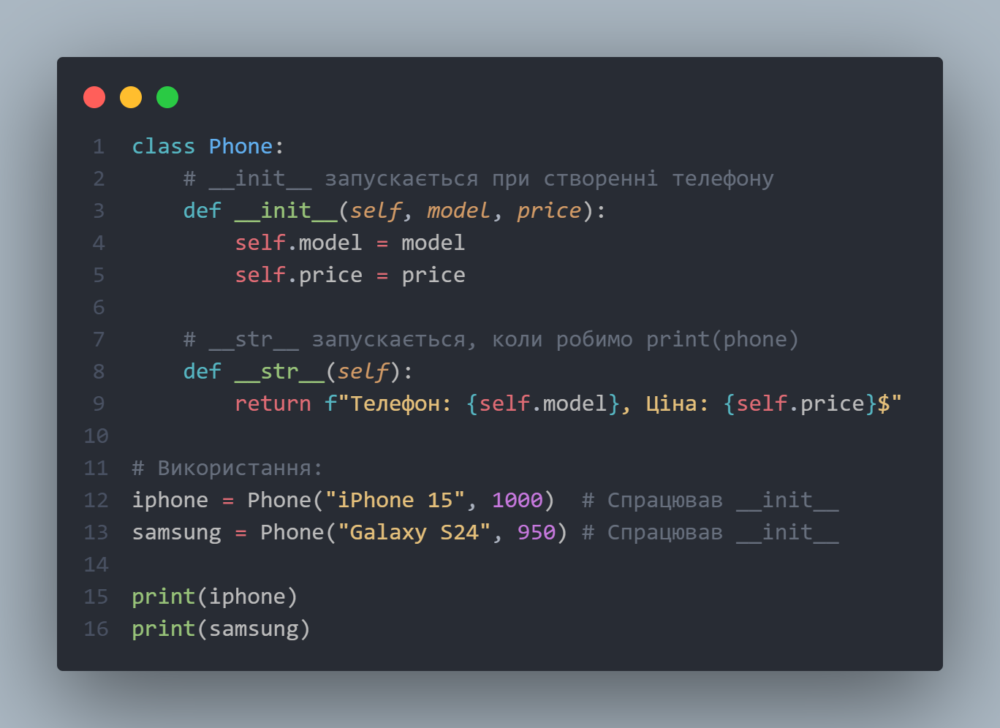 1 class Phone:
2 # __init__ запускається при створенні телефону
3 def __init__(self, model, price):
4 self.model = model
5 self.price = price
6
7 # __str__ запускається, коли робимо print(phone)
8 def __str__(self):
9 return f"Телефон: {self.model}, Ціна: {self.price}$"
10
11 # Використання:
12 iphone = Phone("iPhone 15", 1000)  # Спрацював __init__
13 samsung = Phone("Galaxy S24", 950) # Спрацював __init__
14
15 print(iphone)
16 print(samsung)